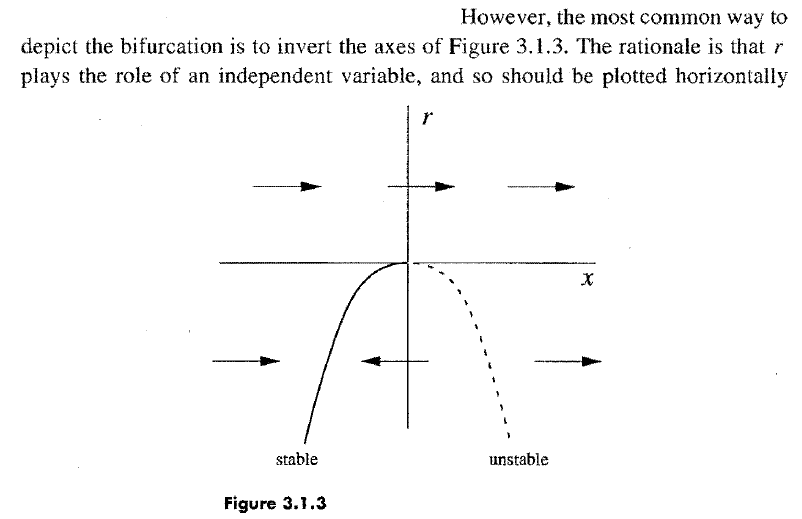 However, the most common way to
depict the bifurcation is to invert the axes of Figure 3.1.3. The rationale is that r
plays the role of an independent variable, and so should be plotted horizontally
r
x
stable
unstable
Figure 3.1.3